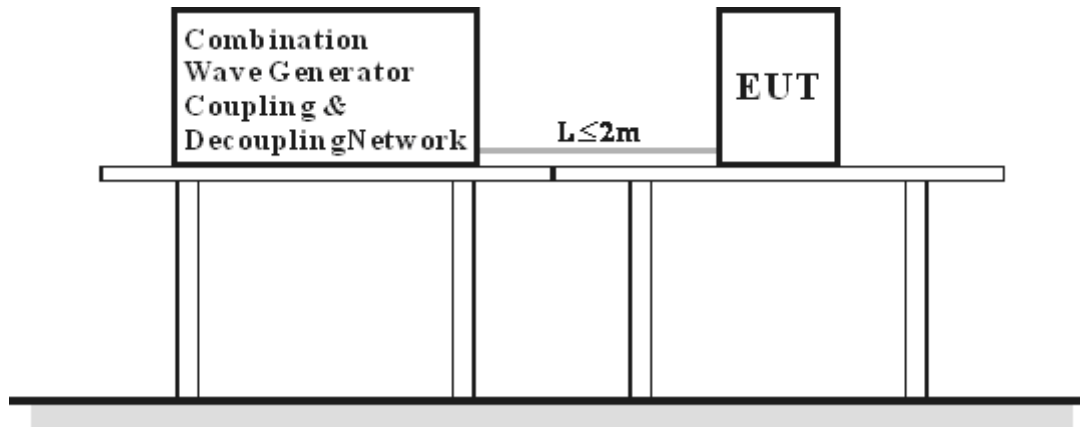 Combination
Wave Generator
Coupling &
DecouplingNetwork
EUT
L≤2m